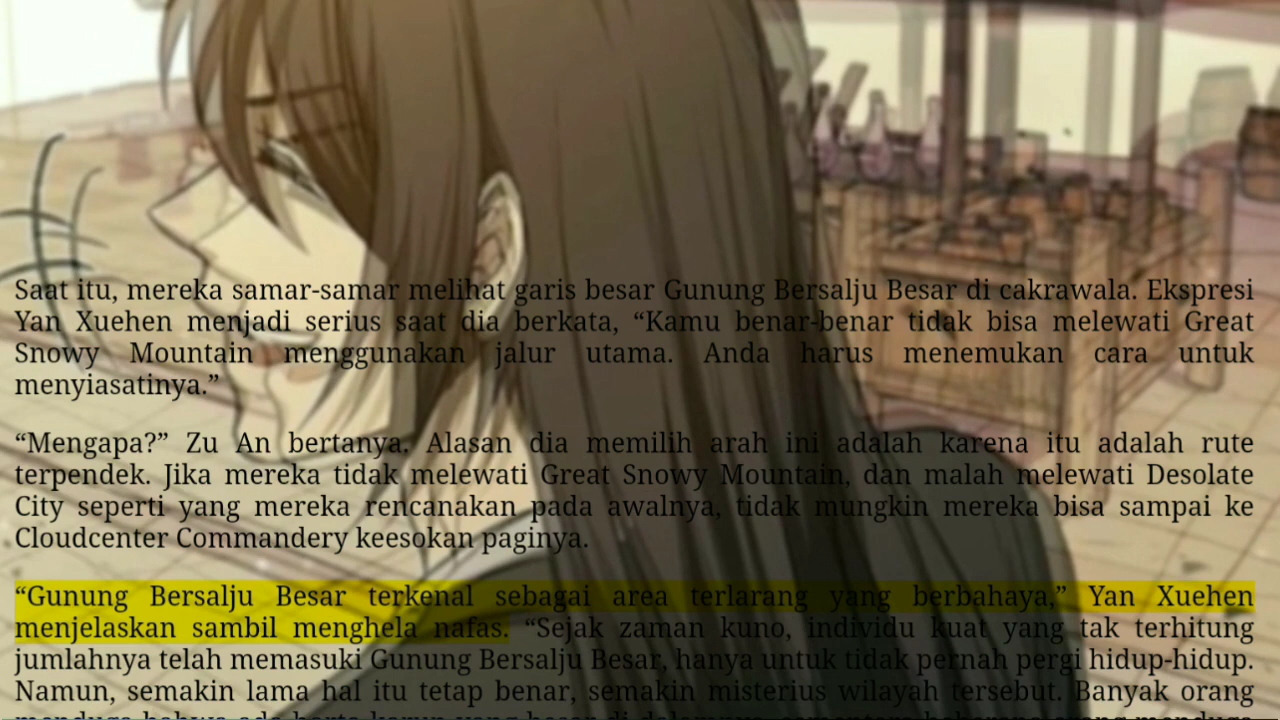 Saat itu, mereka samar-samar melihat garis besar Gunung Bersalju Besar di cakrawala. Ekspresi
Yan Xuehen menjadi serius saat dia berkata, “Kamu benar-benar tidak bisa melewati Great
Snowy Mountain menggunakan jalur utama. Anda harus menemukan cara untuk
menyiasatinya.”
“Mengapa?” Zu An bertanya. Alasan dia memilih arah ini adalah karena itu adalah rute
terpendek. Jika mereka tidak melewati Great Snowy Mountain, dan malah melewati Desolate
City seperti yang mereka rencanakan pada awalnya, tidak mungkin mereka bisa sampai ke
Cloudcenter Commandery keesokan paginya.
“Gunung Bersalju Besar terkenal sebagai area terlarang yang berbahaya,” Yan Xuehen
menjelaskan sambil menghela nafas. “Sejak zaman kuno, individu kuat yang tak terhitung
jumlahnya telah memasuki Gunung Bersalju Besar, hanya untuk tidak pernah pergi hidup-hidup.
Namun, semakin lama hal itu tetap benar, semakin misterius wilayah tersebut. Banyak orang